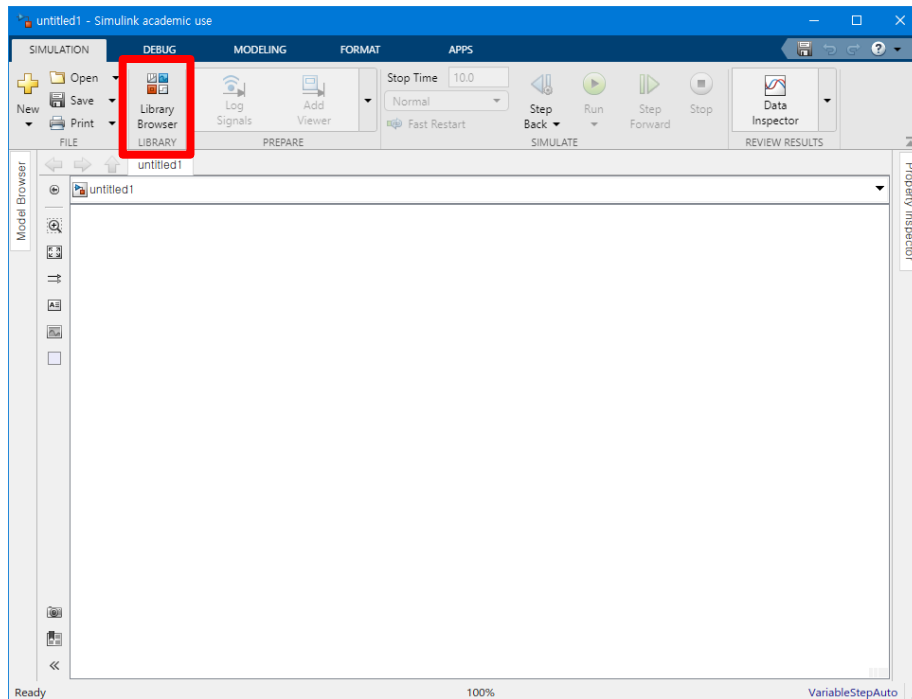 untitled1 - Simulink academic use
SIMULATION DEBUG MODELING FORMAT APPS
New
Open
Save
Print
FILE
Library
Browser
LIBRARY
Log
Signals
Add
Viewer
PREPARE
Stop Time 10.0
Normal
Fast Restart
Step
Back
Run
Step
Forward
Stop
SIMULATE
Data
Inspector
REVIEW RESULTS
Model Browser
untitled1
untitled1
Property Inspector
Ready 100% VariableStepAuto